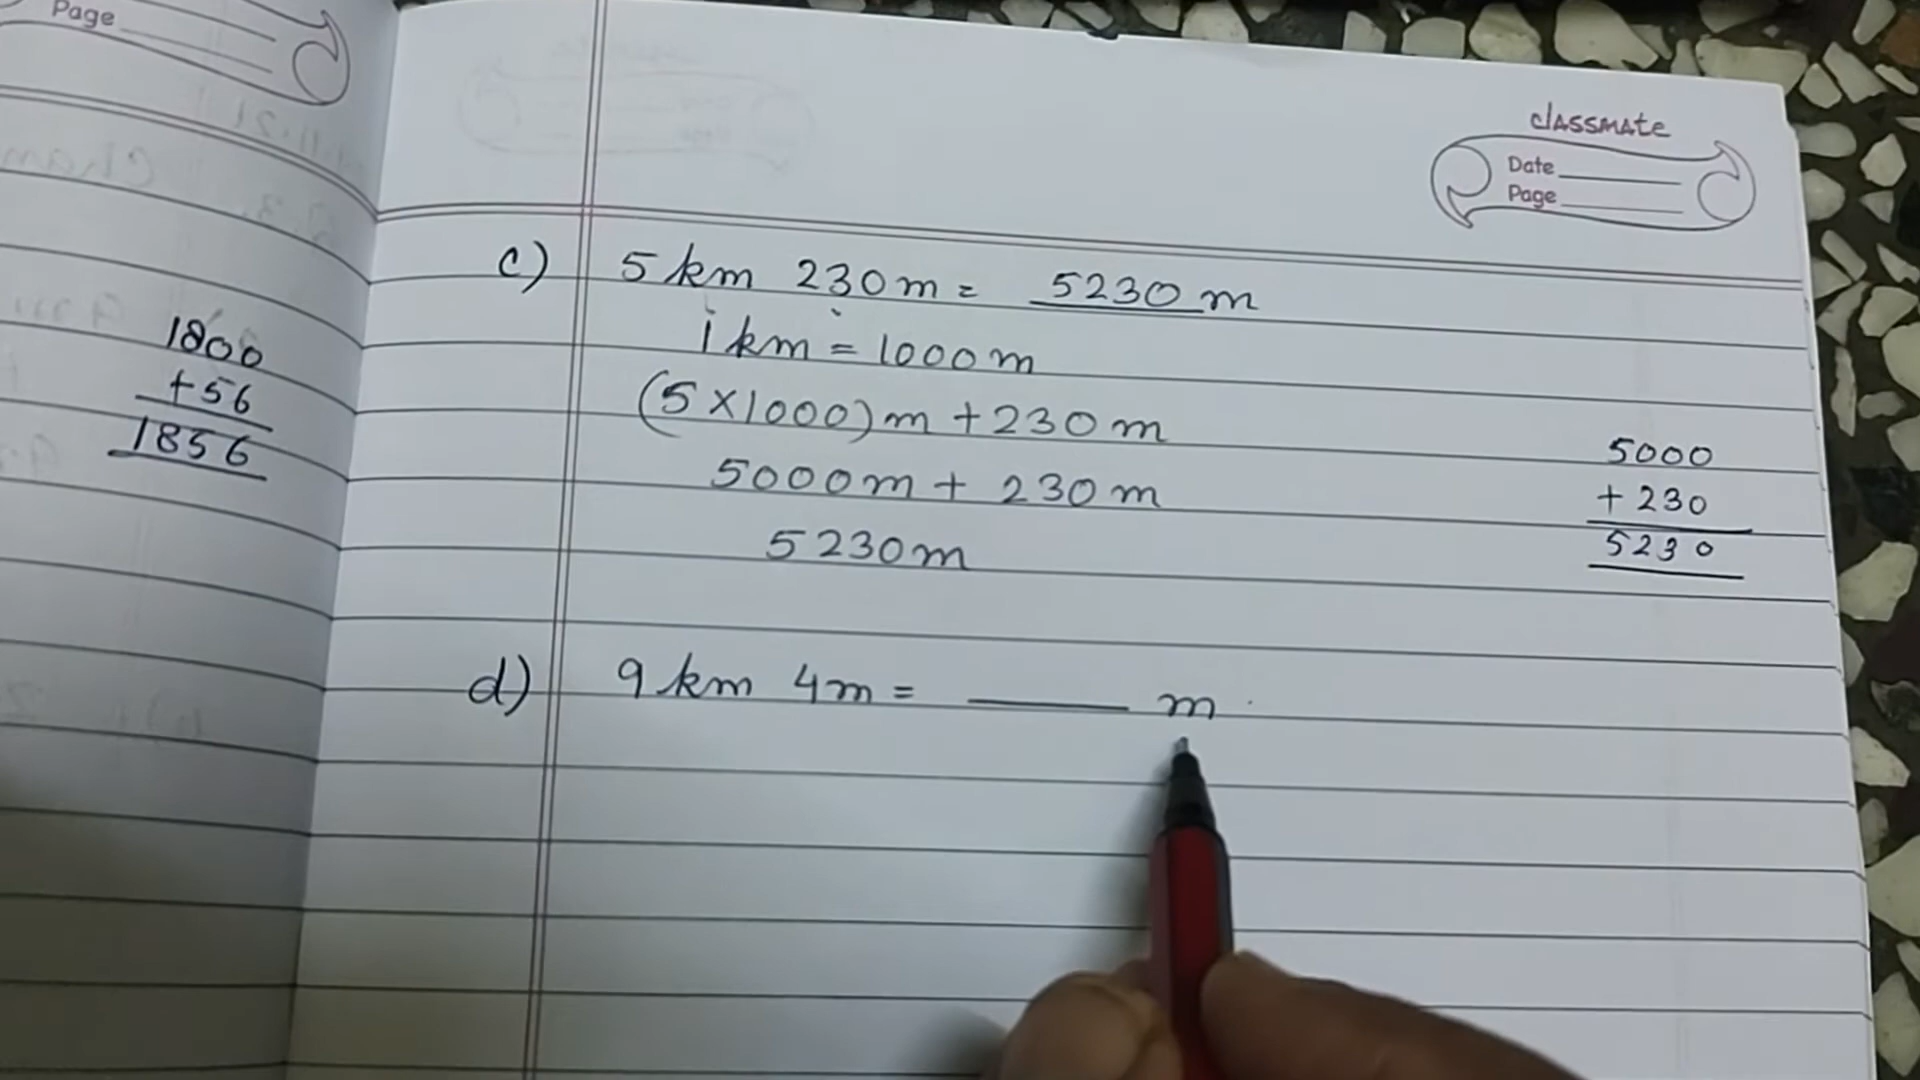 Page
1800
+56
1856
classmate
Date
Page
c) 5 km 230 m = 5230 m
1 km = 1000 m
(5 × 1000) m + 230 m
5000 m + 230 m
5230 m
5000
+ 230
5230
d) 9 km 4 m = ____ m